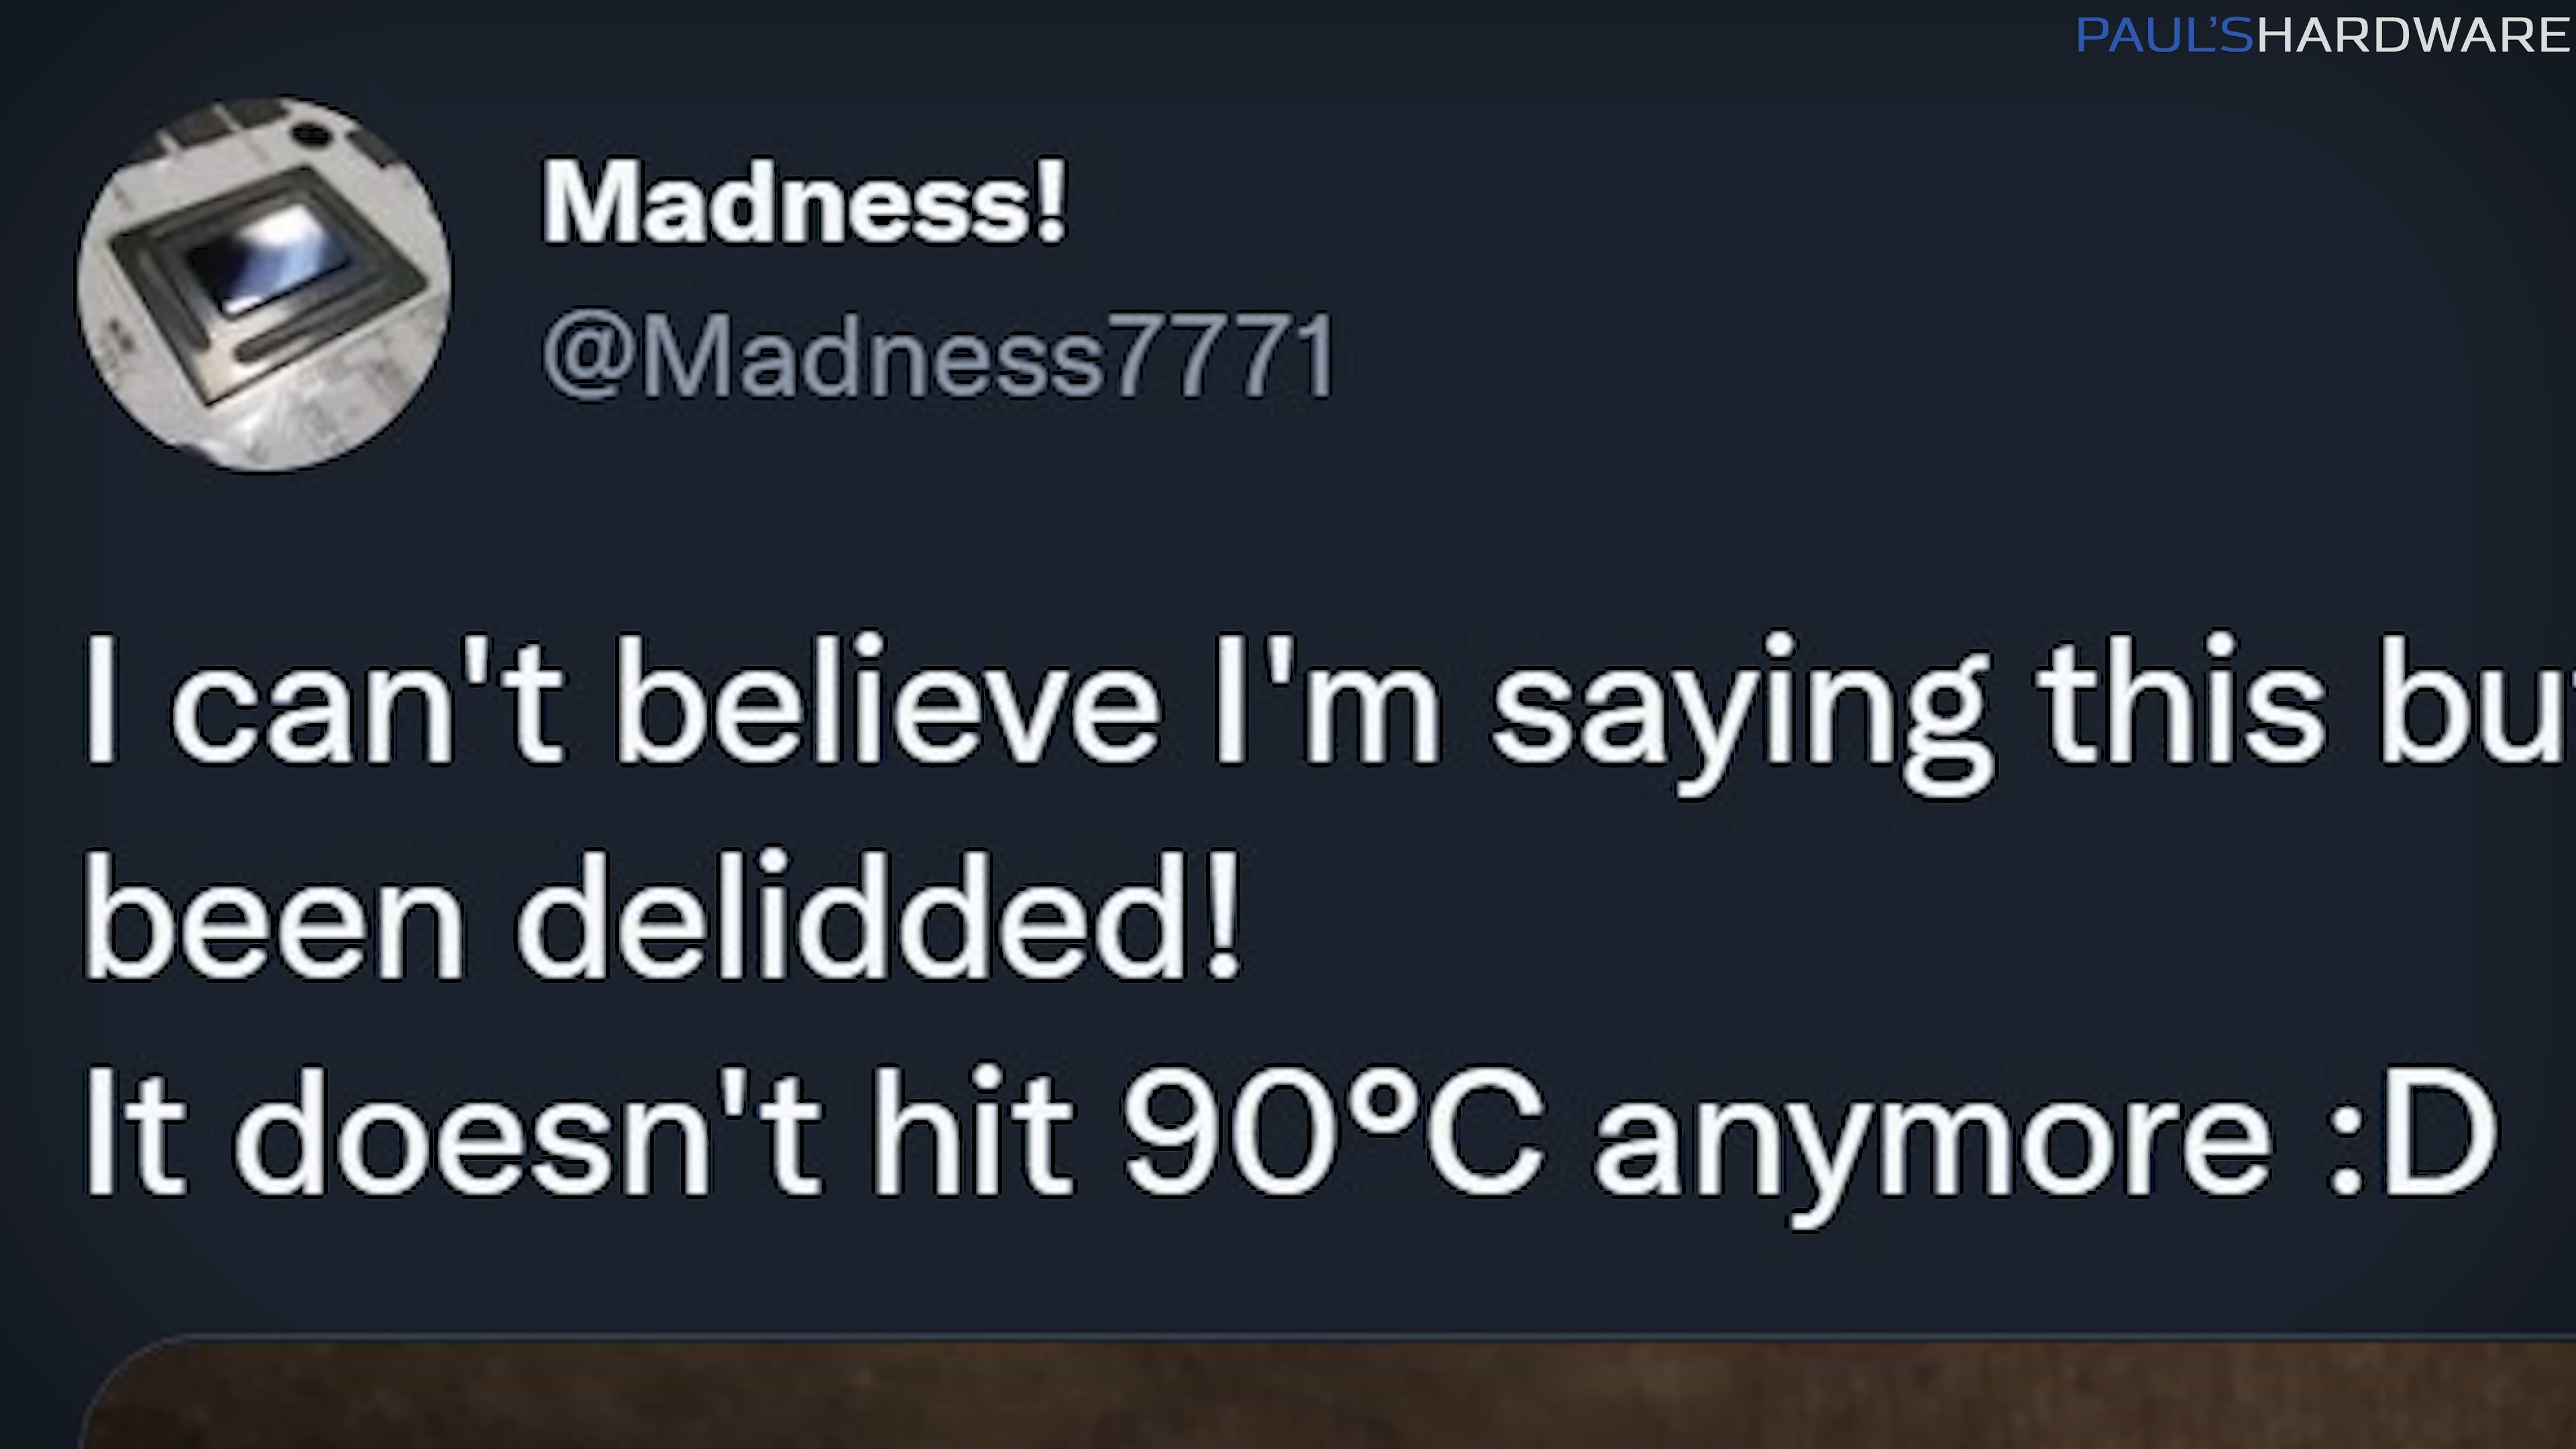 PAUL'SHARDWARE
Madness!
@Madness7771
I can't believe I'm saying this
been delidded!
It doesn't hit 90°C anymore :D